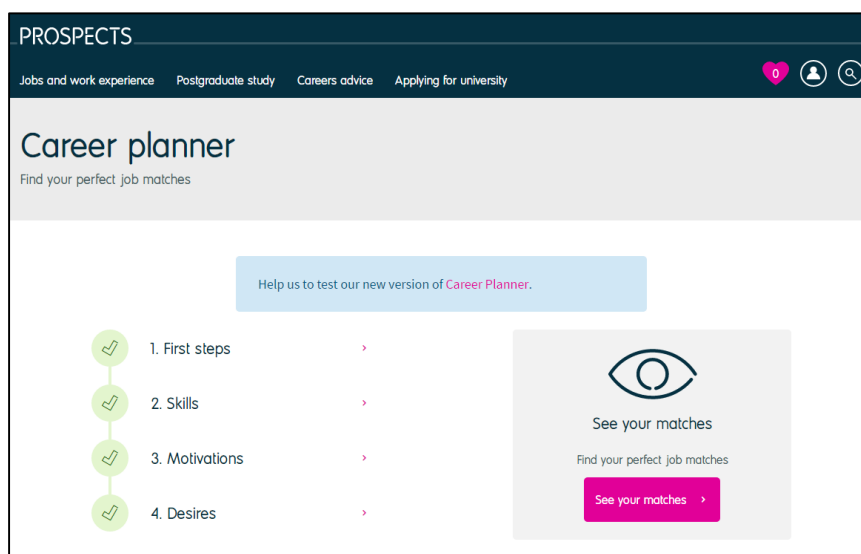 PROSPECTS
Jobs and work experience Postgraduate study Careers advice Applying for university
0
Career planner
Find your perfect job matches
Help us to test our new version of Career Planner.
1. First steps
2. Skills
3. Motivations
4. Desires
See your matches
Find your perfect job matches
See your matches